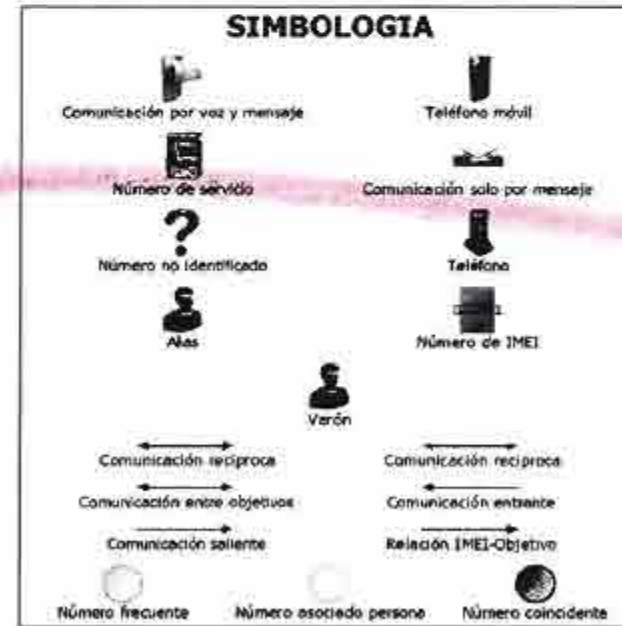 SIMBOLOGIA
Comunicación por voz y mensaje
Teléfono móvil
Número de servicio
Comunicación solo por mensaje
Número no identificado
Teléfono
Alias
Número de IMEI
Varón
Comunicación reciproca
Comunicación reciproca
Comunicación entre objetivos
Comunicación entrante
Comunicación saliente
Relación IMEI-Objetivo
Número frecuente
Número asociado persona
Número coincidente